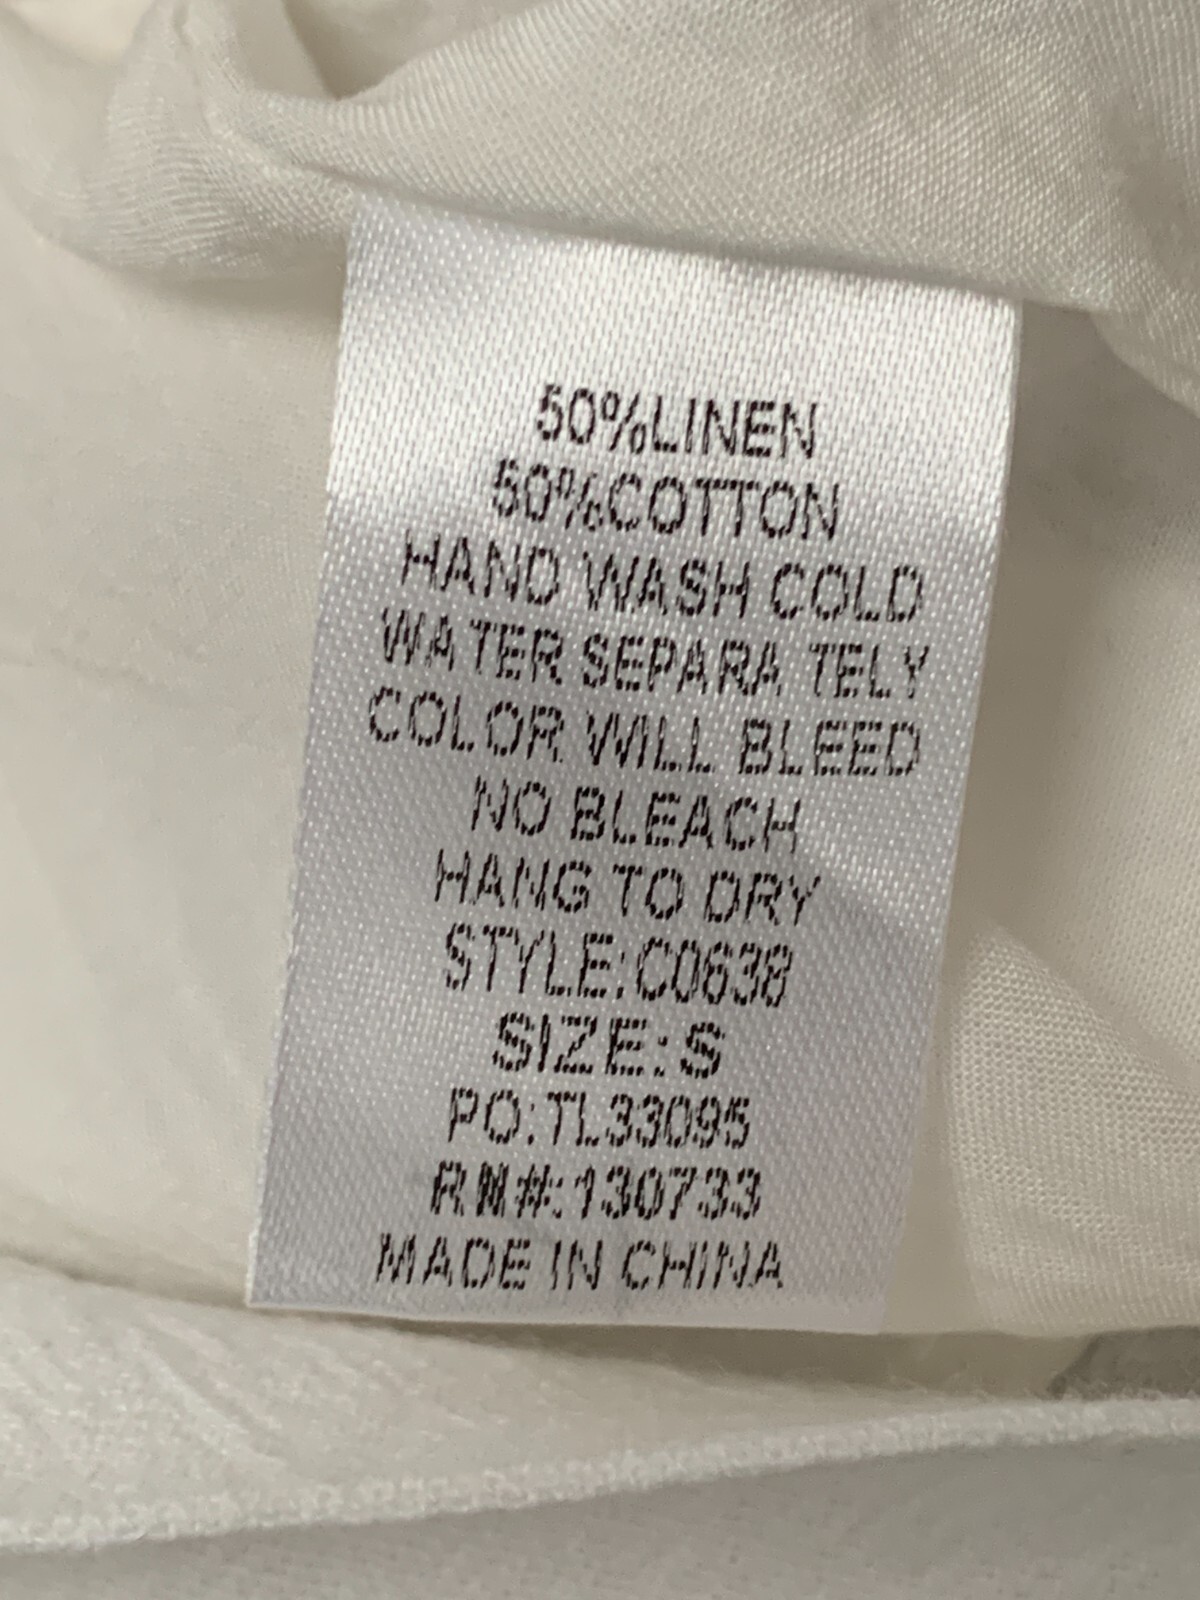 50%LINEN
50%COTTON
HAND WASH COLD
WATER SEPARA TELY
COLOR WILL BLEED
NO BLEACH
HANG TO DRY
STYLE:C0638
SIZE:S
PO:TL33095
RN#:130733
MADE IN CHINA